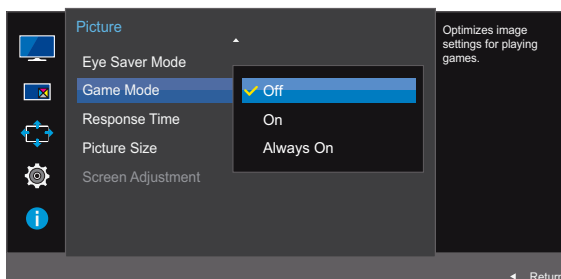 Picture
Eye Saver Mode
Game Mode
Response Time
Picture Size
Screen Adjustment
Off
On
Always On
Optimizes image
settings for playing
games.
Return